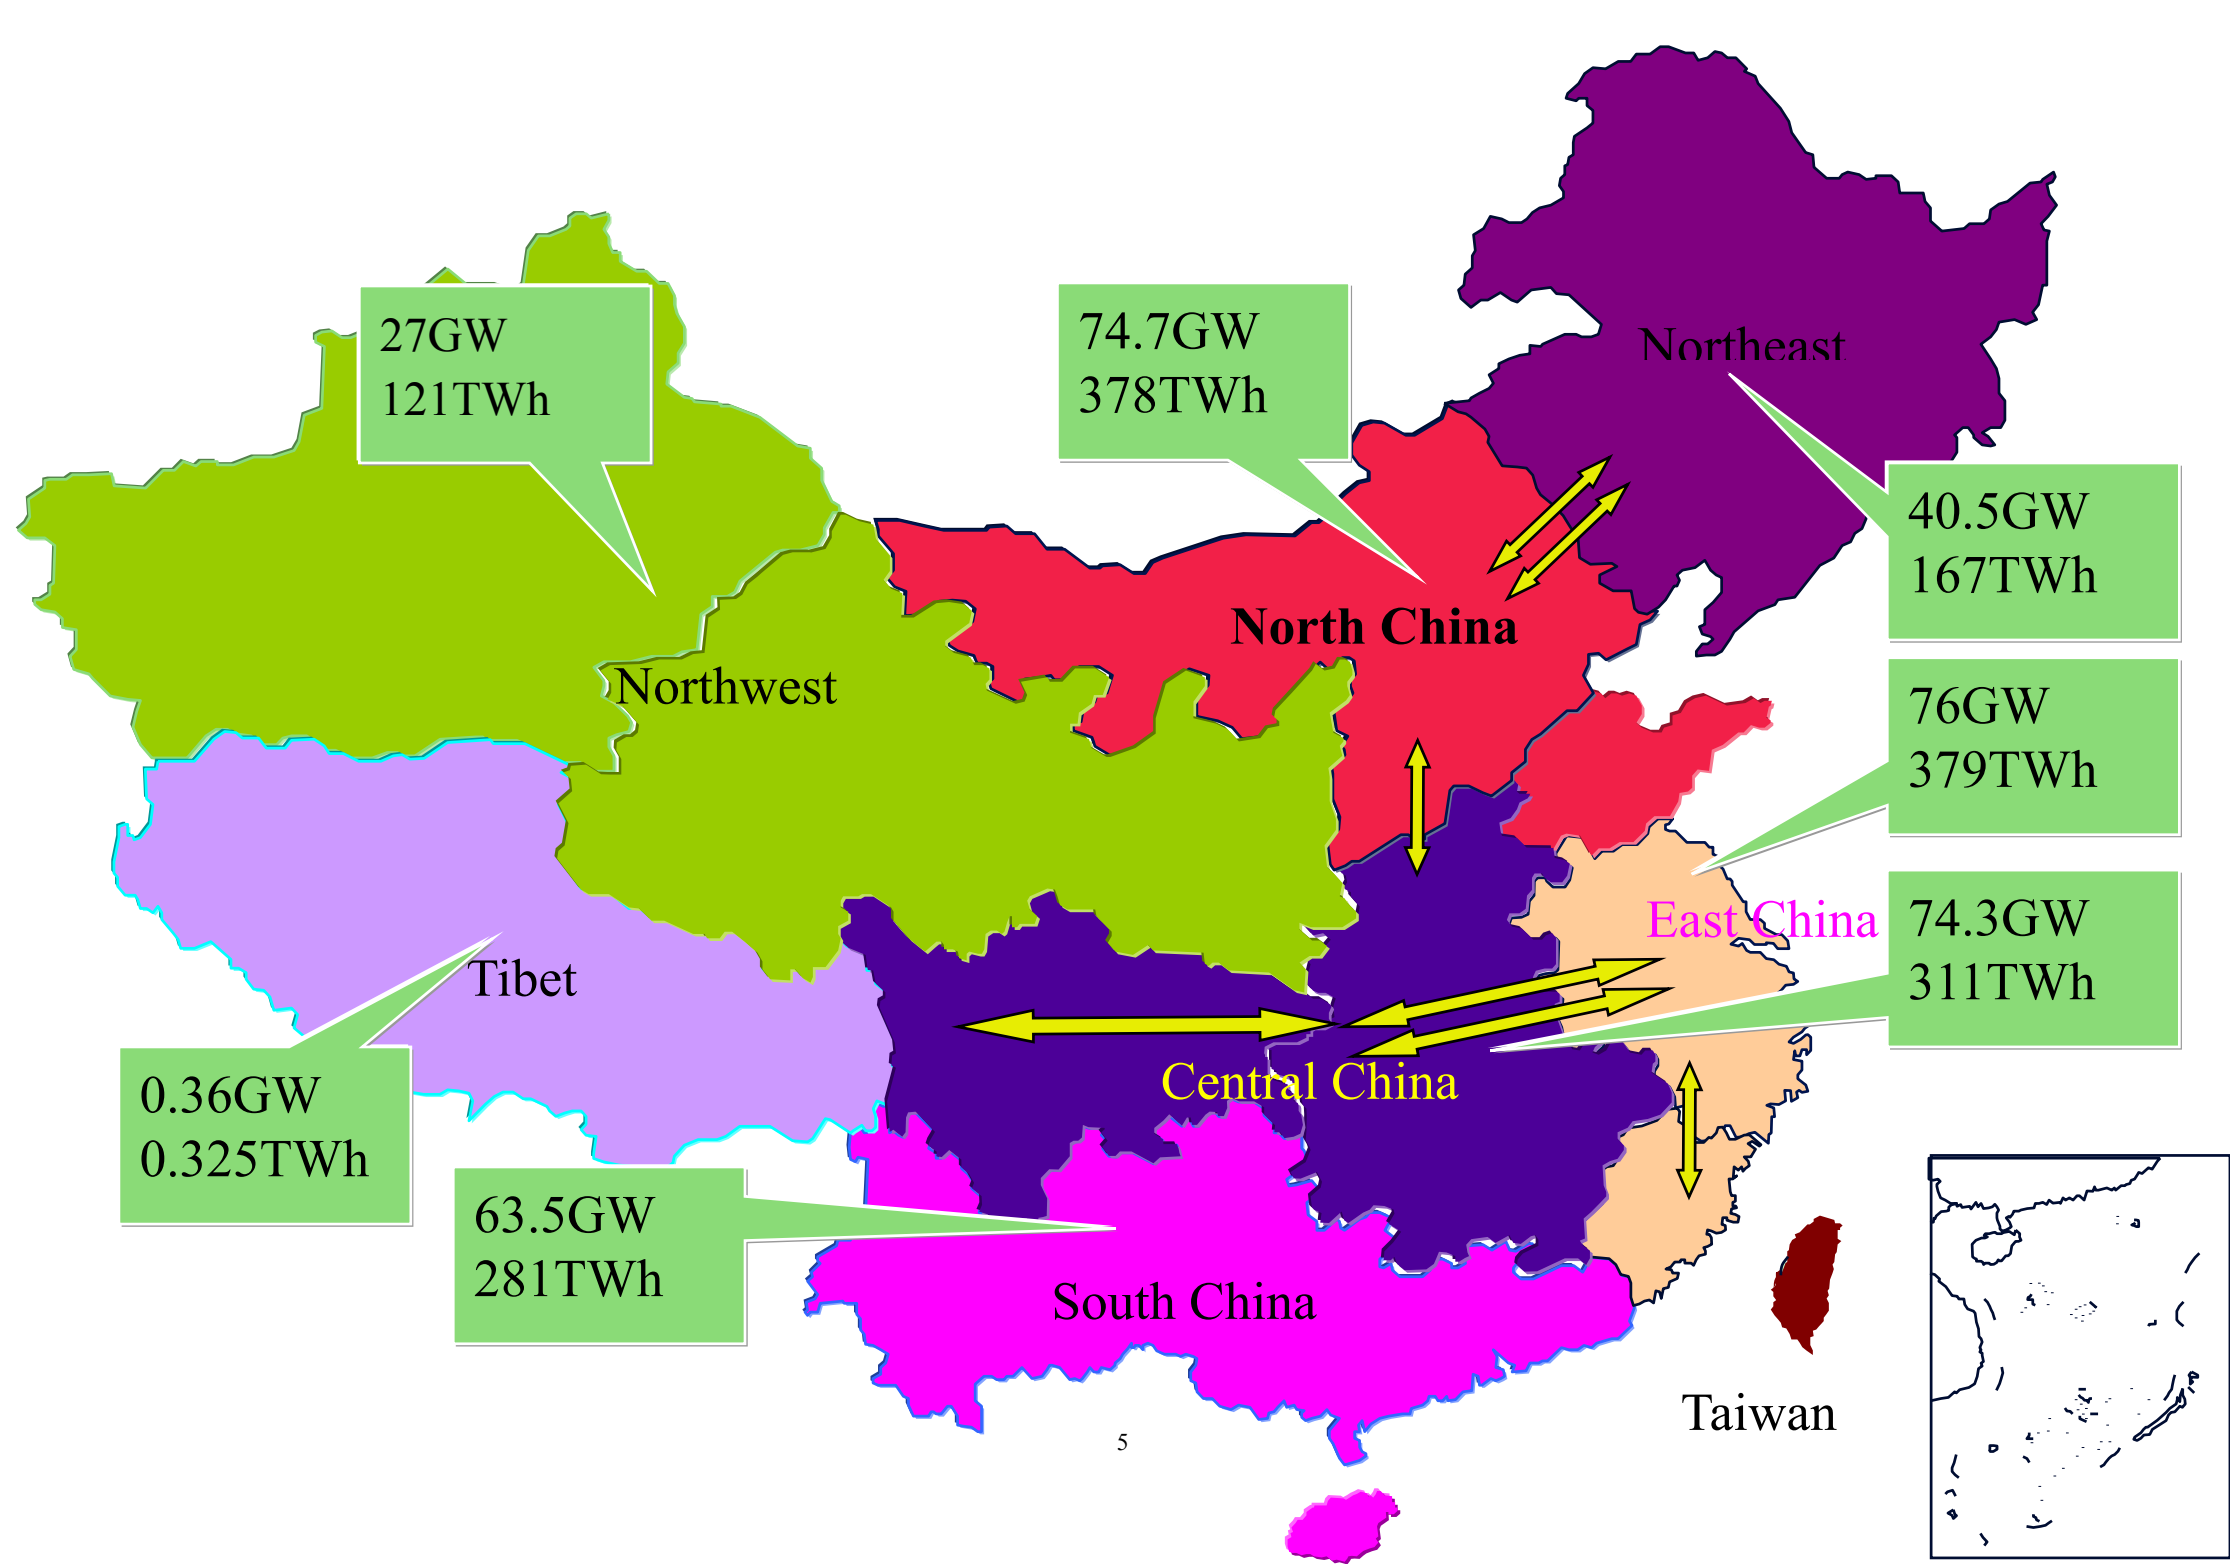 Northeast
27GW
121TWh
74.7GW
378TWh
40.5GW
167TWh
North China
Northwest
76GW
379TWh
East China
74.3GW
311TWh
Tibet
Central China
0.36GW
0.325TWh
63.5GW
281TWh
South China
Taiwan
5